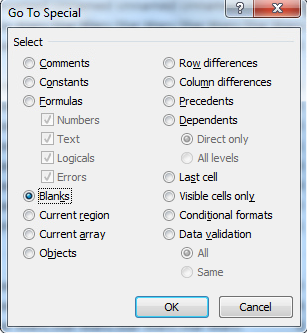 Go To Special
Select
Comments
Constants
Formulas
Numbers
Text
Logicals
Errors
Blanks
Current region
Current array
Objects
Row differences
Column differences
Precedents
Dependents
Direct only
All levels
Last cell
Visible cells only
Conditional formats
Data validation
All
Same
OK
Cancel